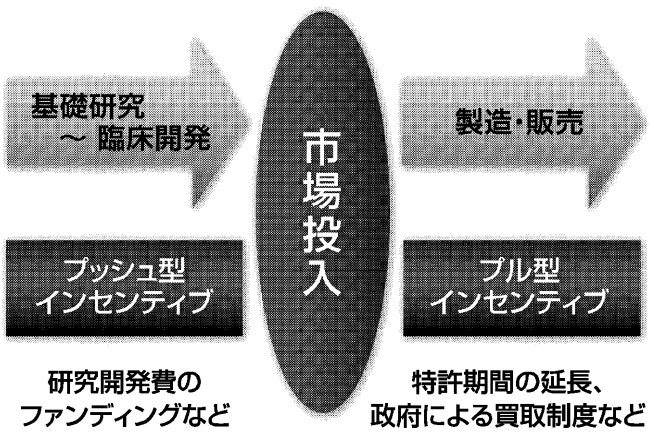 基礎研究
～ 臨床開発
市場投入
製造・販売
プッシュ型
インセンティブ
プル型
インセンティブ
研究開発費の
ファンディングなど
特許期間の延長、
政府による買取制度など